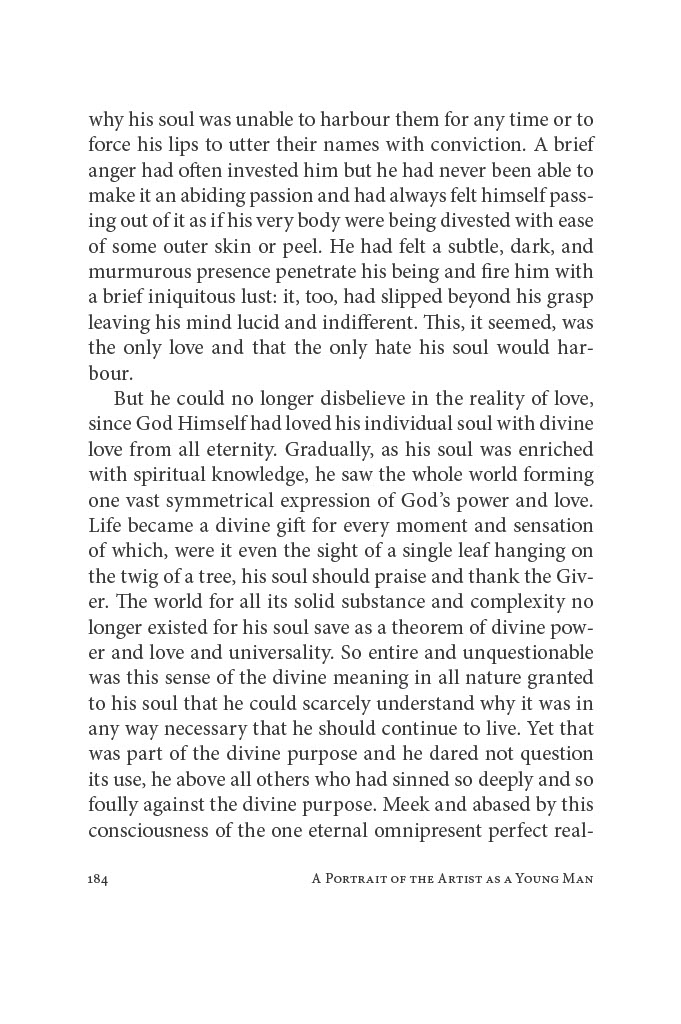 why his soul was unable to harbour them for any time or to
force his lips to utter their names with conviction. A brief
anger had often invested him but he had never been able to
make it an abiding passion and had always felt himself pass-
ing out of it as if his very body were being divested with ease
of some outer skin or peel. He had felt a subtle, dark, and
murmurous presence penetrate his being and fire him with
a brief iniquitous lust: it, too, had slipped beyond his grasp
leaving his mind lucid and indifferent. This, it seemed, was
the only love and that the only hate his soul would har-
bour.
But he could no longer disbelieve in the reality of love,
since God Himself had loved his individual soul with divine
love from all eternity. Gradually, as his soul was enriched
with spiritual knowledge, he saw the whole world forming
one vast symmetrical expression of God’s power and love.
Life became a divine gift for every moment and sensation
of which, were it even the sight of a single leaf hanging on
the twig of a tree, his soul should praise and thank the Giv-
er. The world for all its solid substance and complexity no
longer existed for his soul save as a theorem of divine pow-
er and love and universality. So entire and unquestionable
was this sense of the divine meaning in all nature granted
to his soul that he could scarcely understand why it was in
any way necessary that he should continue to live. Yet that
was part of the divine purpose and he dared not question
its use, he above all others who had sinned so deeply and so
foully against the divine purpose. Meek and abased by this
consciousness of the one eternal omnipresent perfect real-
184 A Portrait of the Artist as a Young Man